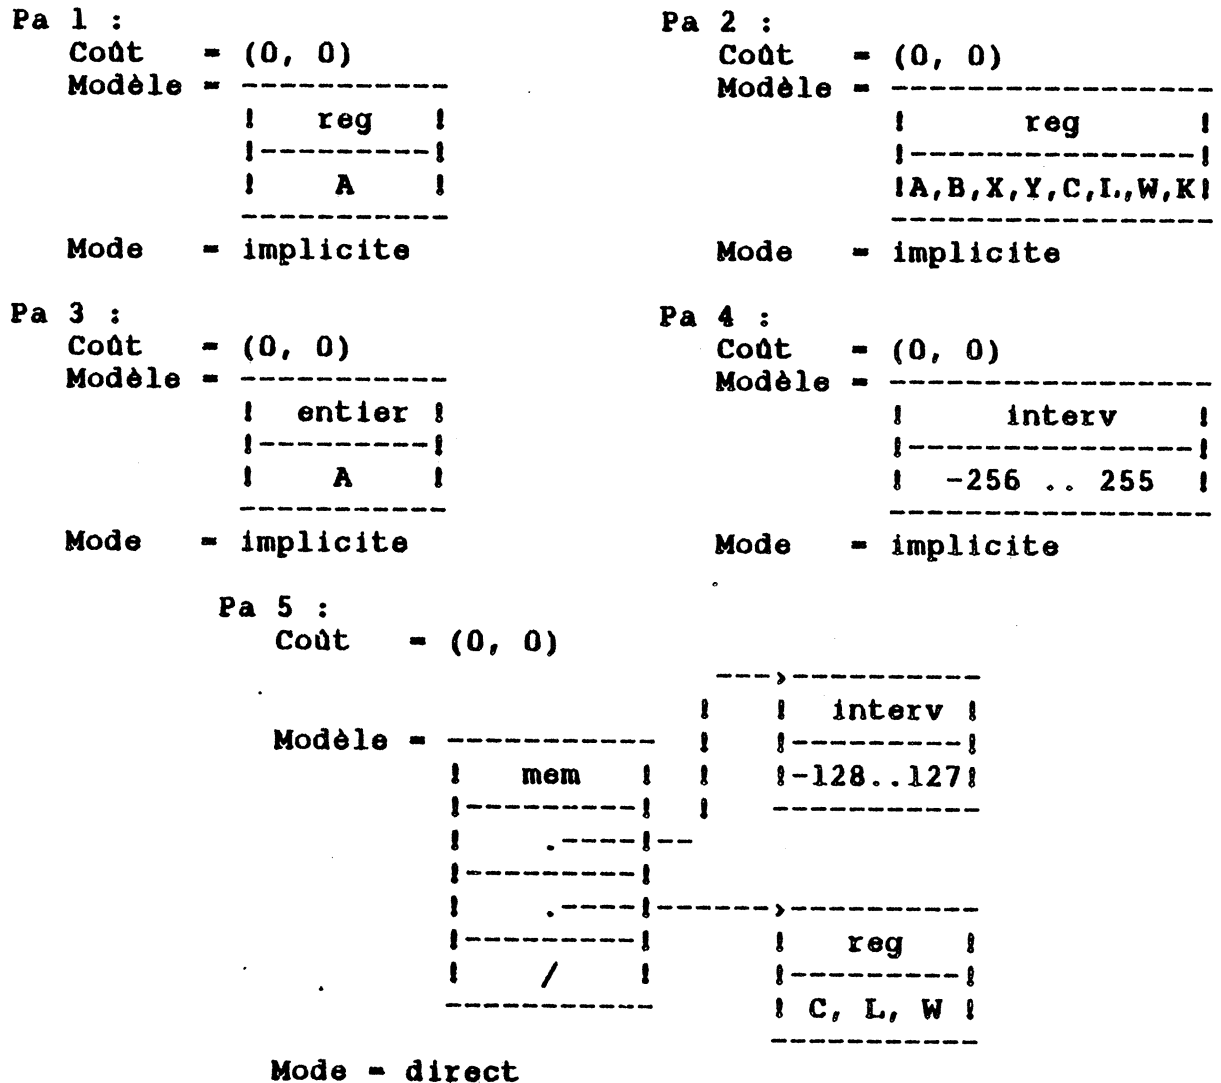 Pa 1 :
Coût = (0, 0)
Modèle = -----------
! reg !
!---------!
! A !
-----------
Mode = implicite
Pa 2 :
Coût = (0, 0)
Modèle = -----------------
! reg !
!---------------!
!A,B,X,Y,C,L,W,K!
-----------------
Mode = implicite
Pa 3 :
Coût = (0, 0)
Modèle = -----------
! entier !
!---------!
! A !
-----------
Mode = implicite
Pa 4 :
Coût = (0, 0)
Modèle = -----------------
! interv !
!---------------!
! -256 .. 255 !
-----------------
Mode = implicite
Pa 5 :
Coût = (0, 0)
--->-----------
! ! interv !
Modèle = ----------- ! !---------!
! mem ! ! !-128..127!
!---------! ! -----------
! .----!--
!---------!
! .----!------>-----------
!---------! ! reg !
! / ! !---------!
----------- ! C, L, W !
-----------
Mode = direct